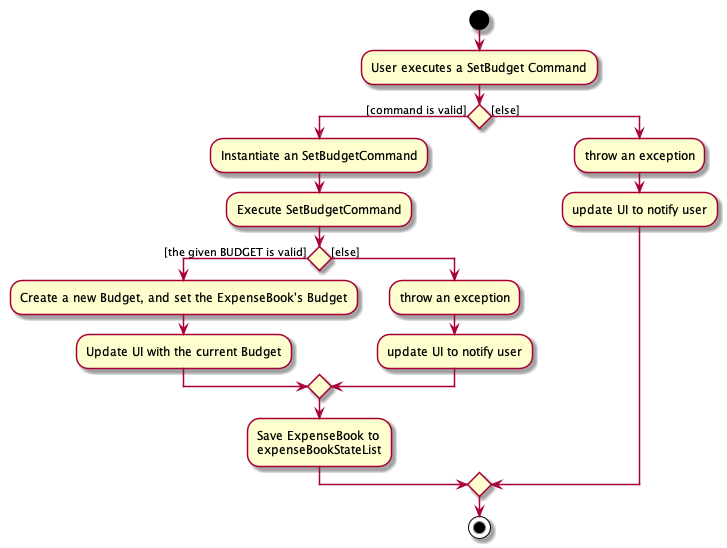 User executes a SetBudget Command
[command is valid]
[else]
Instantiate an SetBudgetCommand
throw an exception
Execute SetBudgetCommand
update UI to notify user
[the given BUDGET is valid]
[else]
Create a new Budget, and set the ExpenseBook's Budget
throw an exception
Update UI with the current Budget
update UI to notify user
Save ExpenseBook to
expenseBookStateList